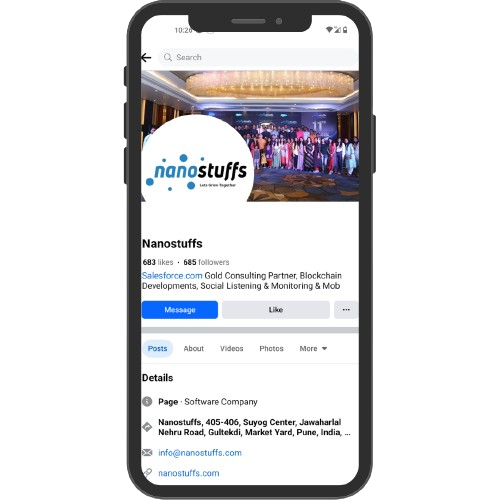 10:26
Search
nanostuffs
Lets Grow Together
Nanostuffs
683 likes • 685 followers
Salesforce.com Gold Consulting Partner, Blockchain
Developments, Social Listening & Monitoring & Mob
Message
Like
...
Posts
About
Videos
Photos
More
Details
Page · Software Company
Nanostuffs, 405-406, Suyog Center, Jawaharlal
Nehru Road, Gultekdi, Market Yard, Pune, India, ...
info@nanostuffs.com
nanostuffs.com